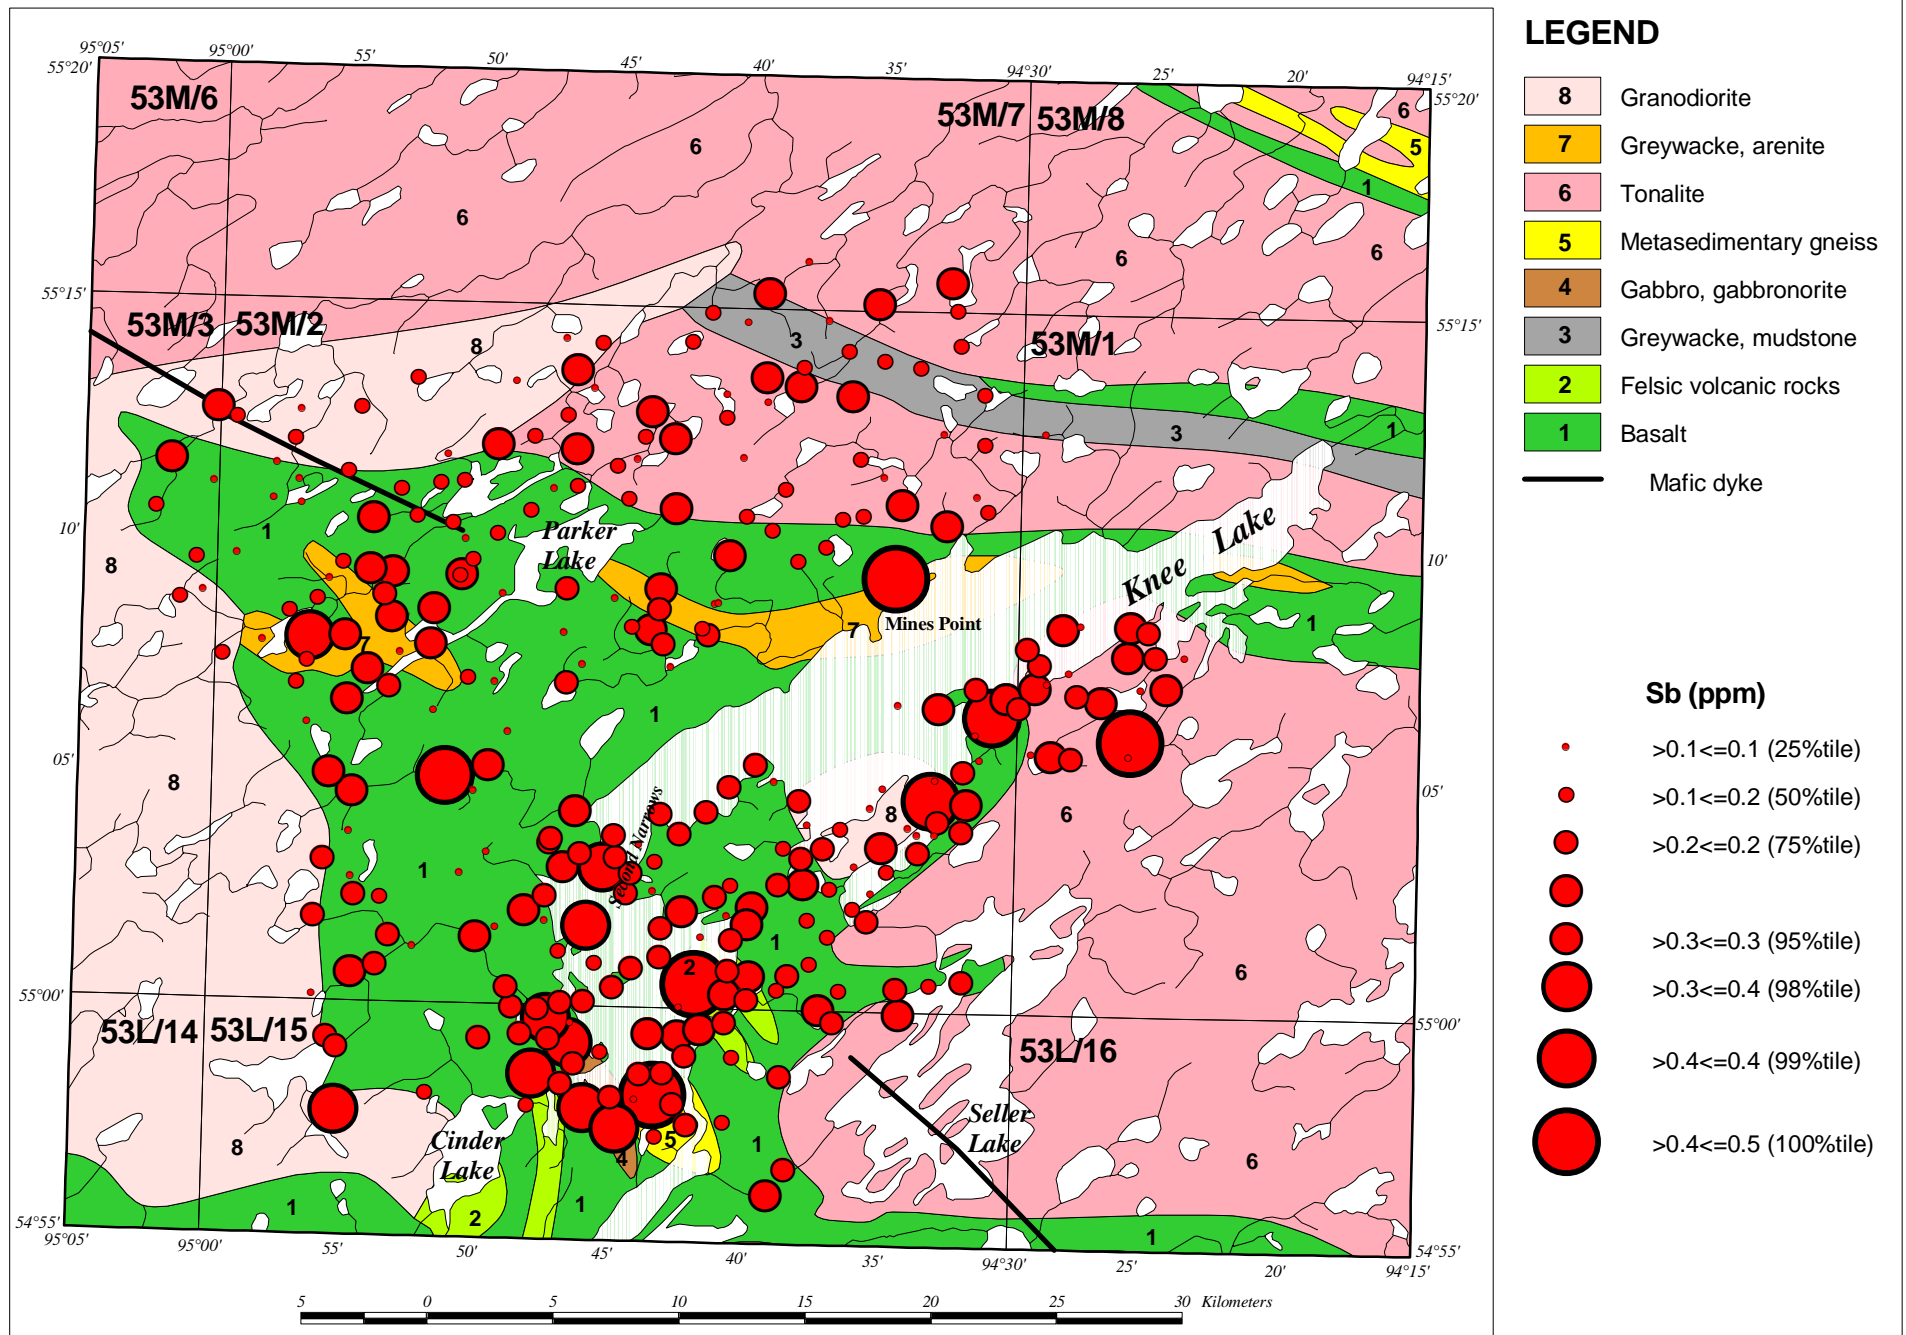 LEGEND
8 Granodiorite
7 Greywacke, arenite
6 Tonalite
5 Metasedimentary gneiss
4 Gabbro, gabbronorite
3 Greywacke, mudstone
2 Felsic volcanic rocks
1 Basalt
Mafic dyke
Sb (ppm)
>0.1<=0.1 (25%tile)
>0.1<=0.2 (50%tile)
>0.2<=0.2 (75%tile)
>0.3<=0.3 (95%tile)
>0.3<=0.4 (98%tile)
>0.4<=0.4 (99%tile)
>0.4<=0.5 (100%tile)
95°05' 95°00' 55' 50' 45' 40' 35' 94°30' 25' 20' 94°15'
55°20' 55°20'
53M/6 53M/7 53M/8
6 6 5
6 1
6 6 6
55°15' 55°15'
53M/3 53M/2 53M/1
8 3
3 1
10' 10'
1 Parker
Lake
Knee Lake
8
7 7 1
Mines Point
1
05' 05'
8 8 6
Second Narrows
1
1 6
2
55°00' 55°00'
53L/14 53L/15 53L/16
Seller
Lake
Cinder
Lake
8 5 1 6
4
1 2 1 1
54°55' 54°55'
95°05' 95°00' 55' 50' 45' 40' 35' 94°30' 25' 20' 94°15'
5 0 5 10 15 20 25 30 Kilometers